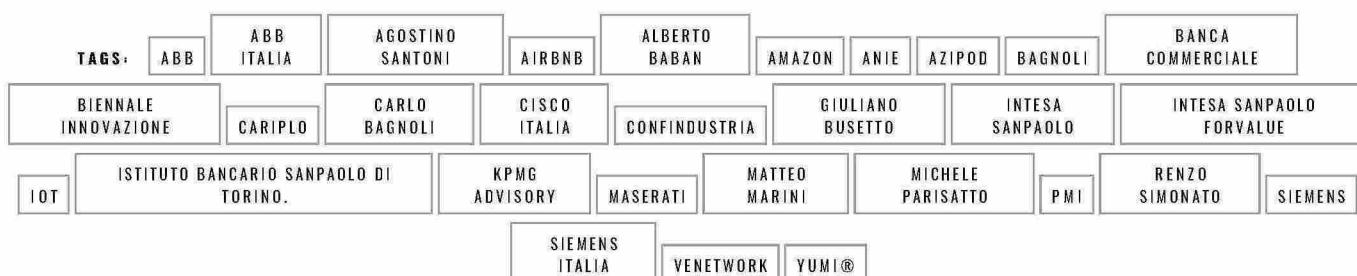 TAGS: ABB ABB ITALIA AGOSTINO SANTONI AIRBNB ALBERTO BABAN AMAZON ANIE AZIPOD BAGNOLI BANCA COMMERCIALE
BIENNALE INNOVAZIONE CARIPLO CARLO BAGNOLI CISCO ITALIA CONFINDUSTRIA GIULIANO BUSETTO INTESA SANPAOLO INTESA SANPAOLO FORVALUE
IOT ISTITUTO BANCARIO SANPAOLO DI TORINO. KPMG ADVISORY MASERATI MATTEO MARINI MICHELE PARISATTO PMI RENZO SIMONATO SIEMENS
SIEMENS ITALIA VENETWORK YUMI®